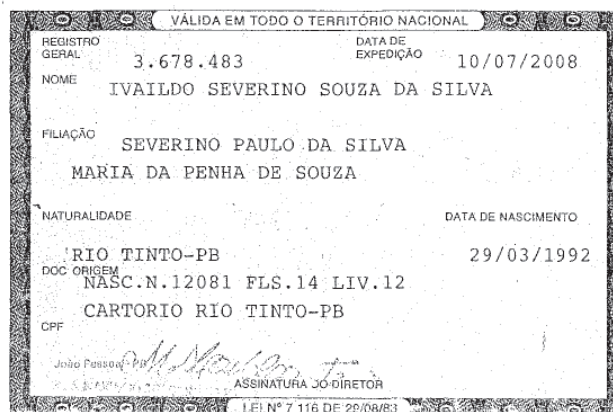 VÁLIDA EM TODO O TERRITÓRIO NACIONAL
REGISTRO GERAL 3.678.483 DATA DE EXPEDIÇÃO 10/07/2008
NOME IVAILDO SEVERINO SOUZA DA SILVA
FILIAÇÃO SEVERINO PAULO DA SILVA
MARIA DA PENHA DE SOUZA
NATURALIDADE DATA DE NASCIMENTO
RIO TINTO-PB 29/03/1992
DOC ORIGEM NASC.N.12081 FLS.14 LIV.12
CARTORIO RIO TINTO-PB
CPF
João Pessoa - PB
ASSINATURA DO DIRETOR
LEI Nº 7.116 DE 29/08/83